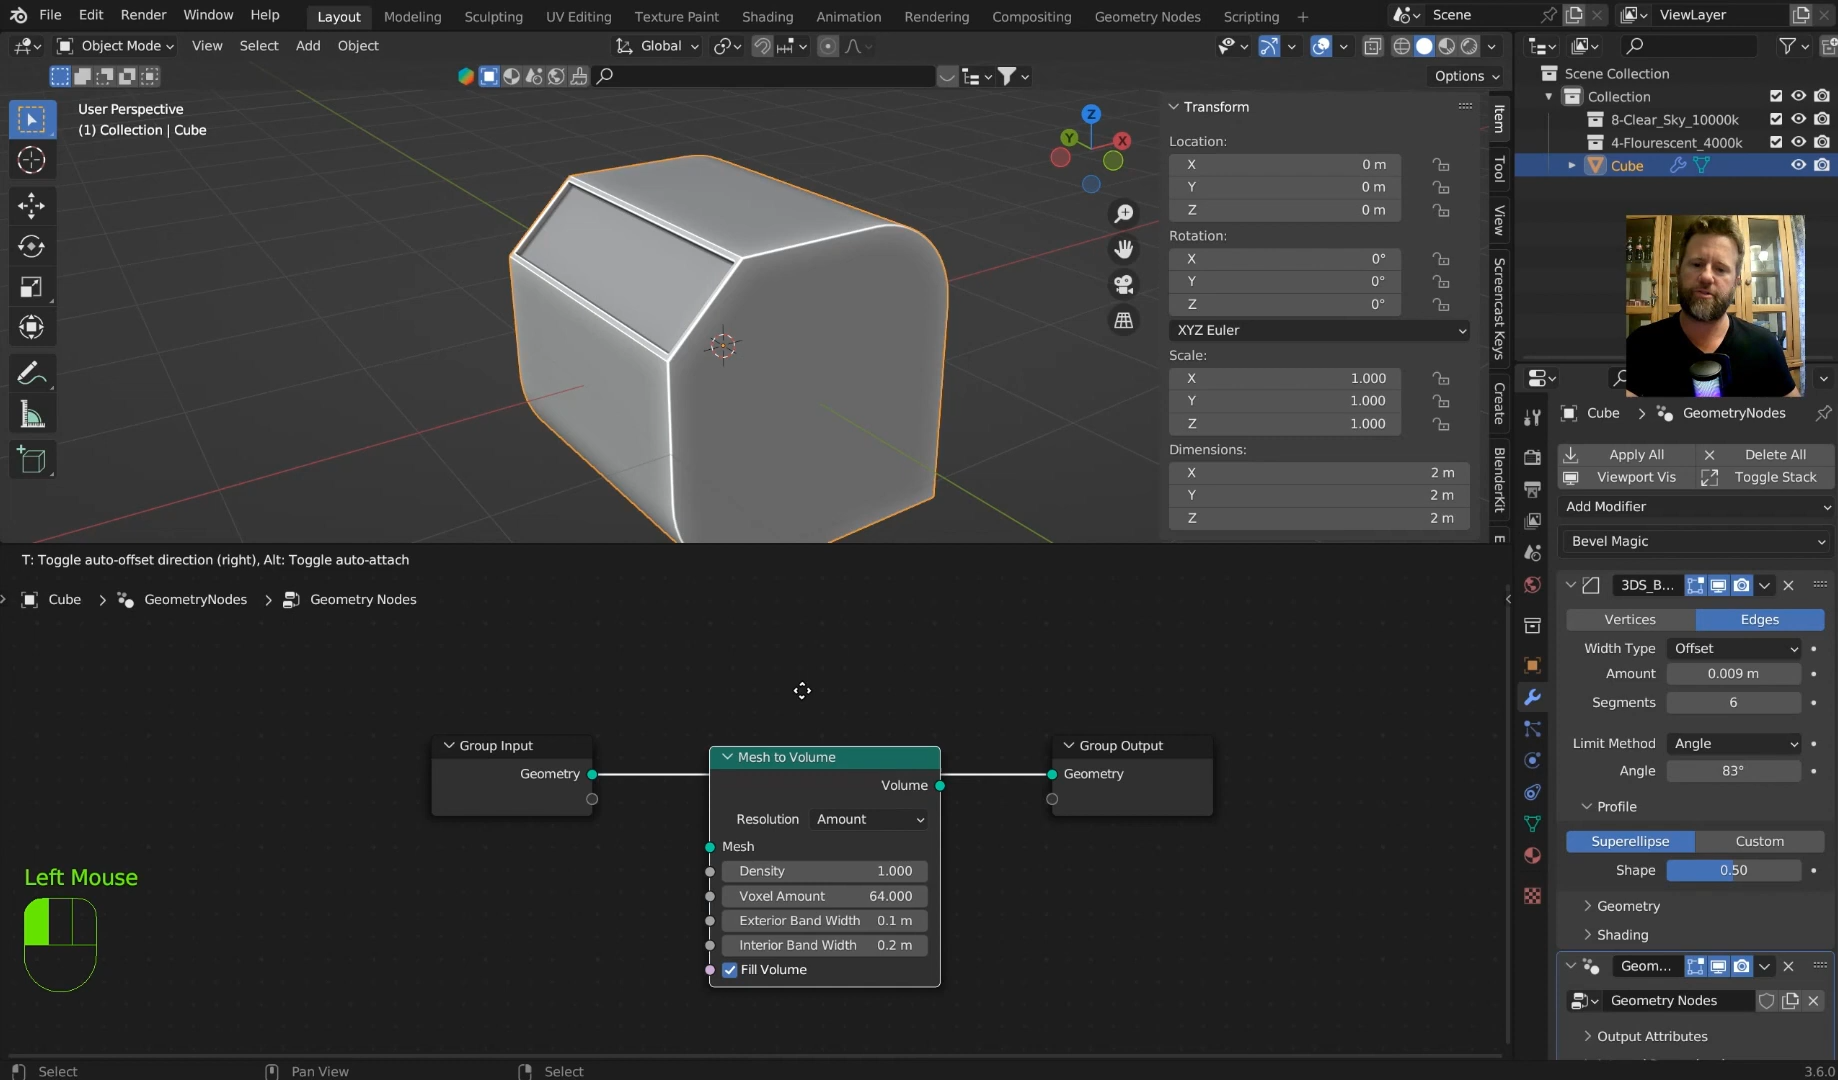 File Edit Render Window Help Layout Modeling Sculpting UV Editing Texture Paint Shading Animation Rendering Compositing Geometry Nodes Scripting + Scene ViewLayer
Object Mode View Select Add Object Global
Options
Scene Collection
Collection
8-Clear_Sky_10000k
4-Flourescent_4000k
Cube
User Perspective
(1) Collection | Cube
Z
Y
X
Transform
Location:
X 0 m
Y 0 m
Z 0 m
Rotation:
X 0°
Y 0°
Z 0°
XYZ Euler
Scale:
X 1.000
Y 1.000
Z 1.000
Dimensions:
X 2 m
Y 2 m
Z 2 m
Item
Tool
View
Screencast Keys
Create
BlenderKit
E
Cube > GeometryNodes
Apply All Delete All
Viewport Vis Toggle Stack
Add Modifier
Bevel Magic
3DS_B...
Vertices Edges
Width Type Offset
Amount 0.009 m
Segments 6
Limit Method Angle
Angle 83°
Profile
Superellipse Custom
Shape 0.50
Geometry
Shading
Geom...
Geometry Nodes
Output Attributes
T: Toggle auto-offset direction (right), Alt: Toggle auto-attach
Cube > GeometryNodes > Geometry Nodes
Group Input
Geometry
Mesh to Volume
Volume
Resolution Amount
Mesh
Density 1.000
Voxel Amount 64.000
Exterior Band Width 0.1 m
Interior Band Width 0.2 m
Fill Volume
Group Output
Geometry
Left Mouse
Select Pan View Select 3.6.0